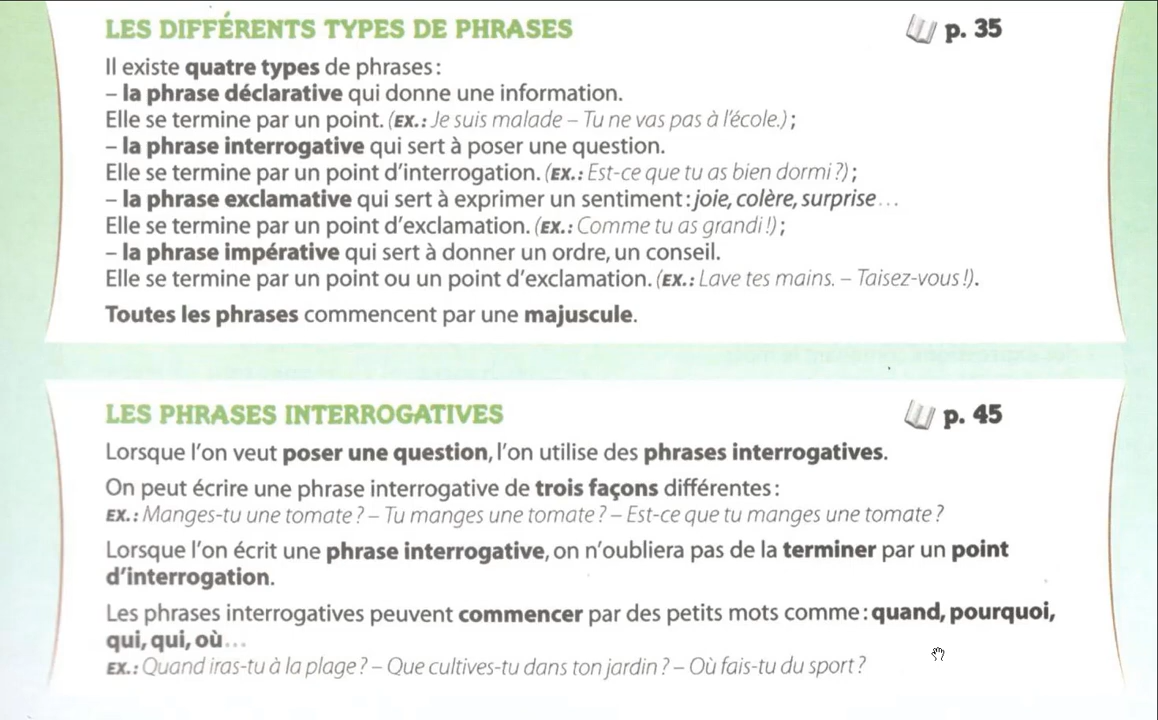 LES DIFFÉRENTS TYPES DE PHRASES p. 35
Il existe quatre types de phrases :
– la phrase déclarative qui donne une information.
Elle se termine par un point. (EX. : Je suis malade – Tu ne vas pas à l'école.) ;
– la phrase interrogative qui sert à poser une question.
Elle se termine par un point d'interrogation. (EX. : Est-ce que tu as bien dormi ?) ;
– la phrase exclamative qui sert à exprimer un sentiment : joie, colère, surprise…
Elle se termine par un point d'exclamation. (EX. : Comme tu as grandi !) ;
– la phrase impérative qui sert à donner un ordre, un conseil.
Elle se termine par un point ou un point d'exclamation. (EX. : Lave tes mains. – Taisez-vous !).
Toutes les phrases commencent par une majuscule.
LES PHRASES INTERROGATIVES p. 45
Lorsque l'on veut poser une question, l'on utilise des phrases interrogatives.
On peut écrire une phrase interrogative de trois façons différentes :
EX. : Manges-tu une tomate ? – Tu manges une tomate ? – Est-ce que tu manges une tomate ?
Lorsque l'on écrit une phrase interrogative, on n'oubliera pas de la terminer par un point
d'interrogation.
Les phrases interrogatives peuvent commencer par des petits mots comme : quand, pourquoi,
qui, qui, où…
EX. : Quand iras-tu à la plage ? – Que cultives-tu dans ton jardin ? – Où fais-tu du sport ?